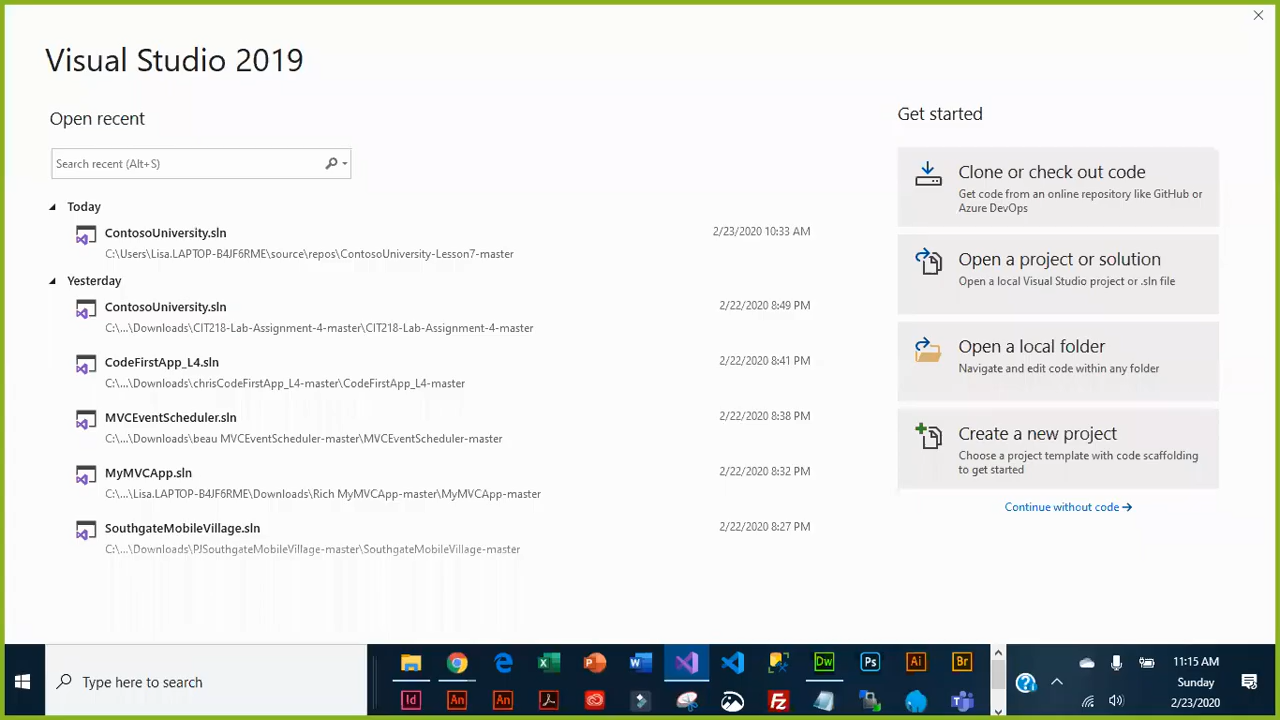 Visual Studio 2019
Open recent
Search recent (Alt+S)
Today
ContosoUniversity.sln 2/23/2020 10:33 AM
C:\Users\Lisa.LAPTOP-B4JF6RME\source\repos\ContosoUniversity-Lesson7-master
Yesterday
ContosoUniversity.sln 2/22/2020 8:49 PM
C:\...\Downloads\CIT218-Lab-Assignment-4-master\CIT218-Lab-Assignment-4-master
CodeFirstApp_L4.sln 2/22/2020 8:41 PM
C:\...\Downloads\chrisCodeFirstApp_L4-master\CodeFirstApp_L4-master
MVCEventScheduler.sln 2/22/2020 8:38 PM
C:\...\Downloads\beau MVCEventScheduler-master\MVCEventScheduler-master
MyMVCApp.sln 2/22/2020 8:32 PM
C:\...\Lisa.LAPTOP-B4JF6RME\Downloads\Rich MyMVCApp-master\MyMVCApp-master
SouthgateMobileVillage.sln 2/22/2020 8:27 PM
C:\...\Downloads\PJSouthgateMobileVillage-master\SouthgateMobileVillage-master
Get started
Clone or check out code
Get code from an online repository like GitHub or
Azure DevOps
Open a project or solution
Open a local Visual Studio project or .sln file
Open a local folder
Navigate and edit code within any folder
Create a new project
Choose a project template with code scaffolding
to get started
Continue without code
Type here to search
Dw Ps Ai Br
Id An An
11:15 AM
Sunday
2/23/2020